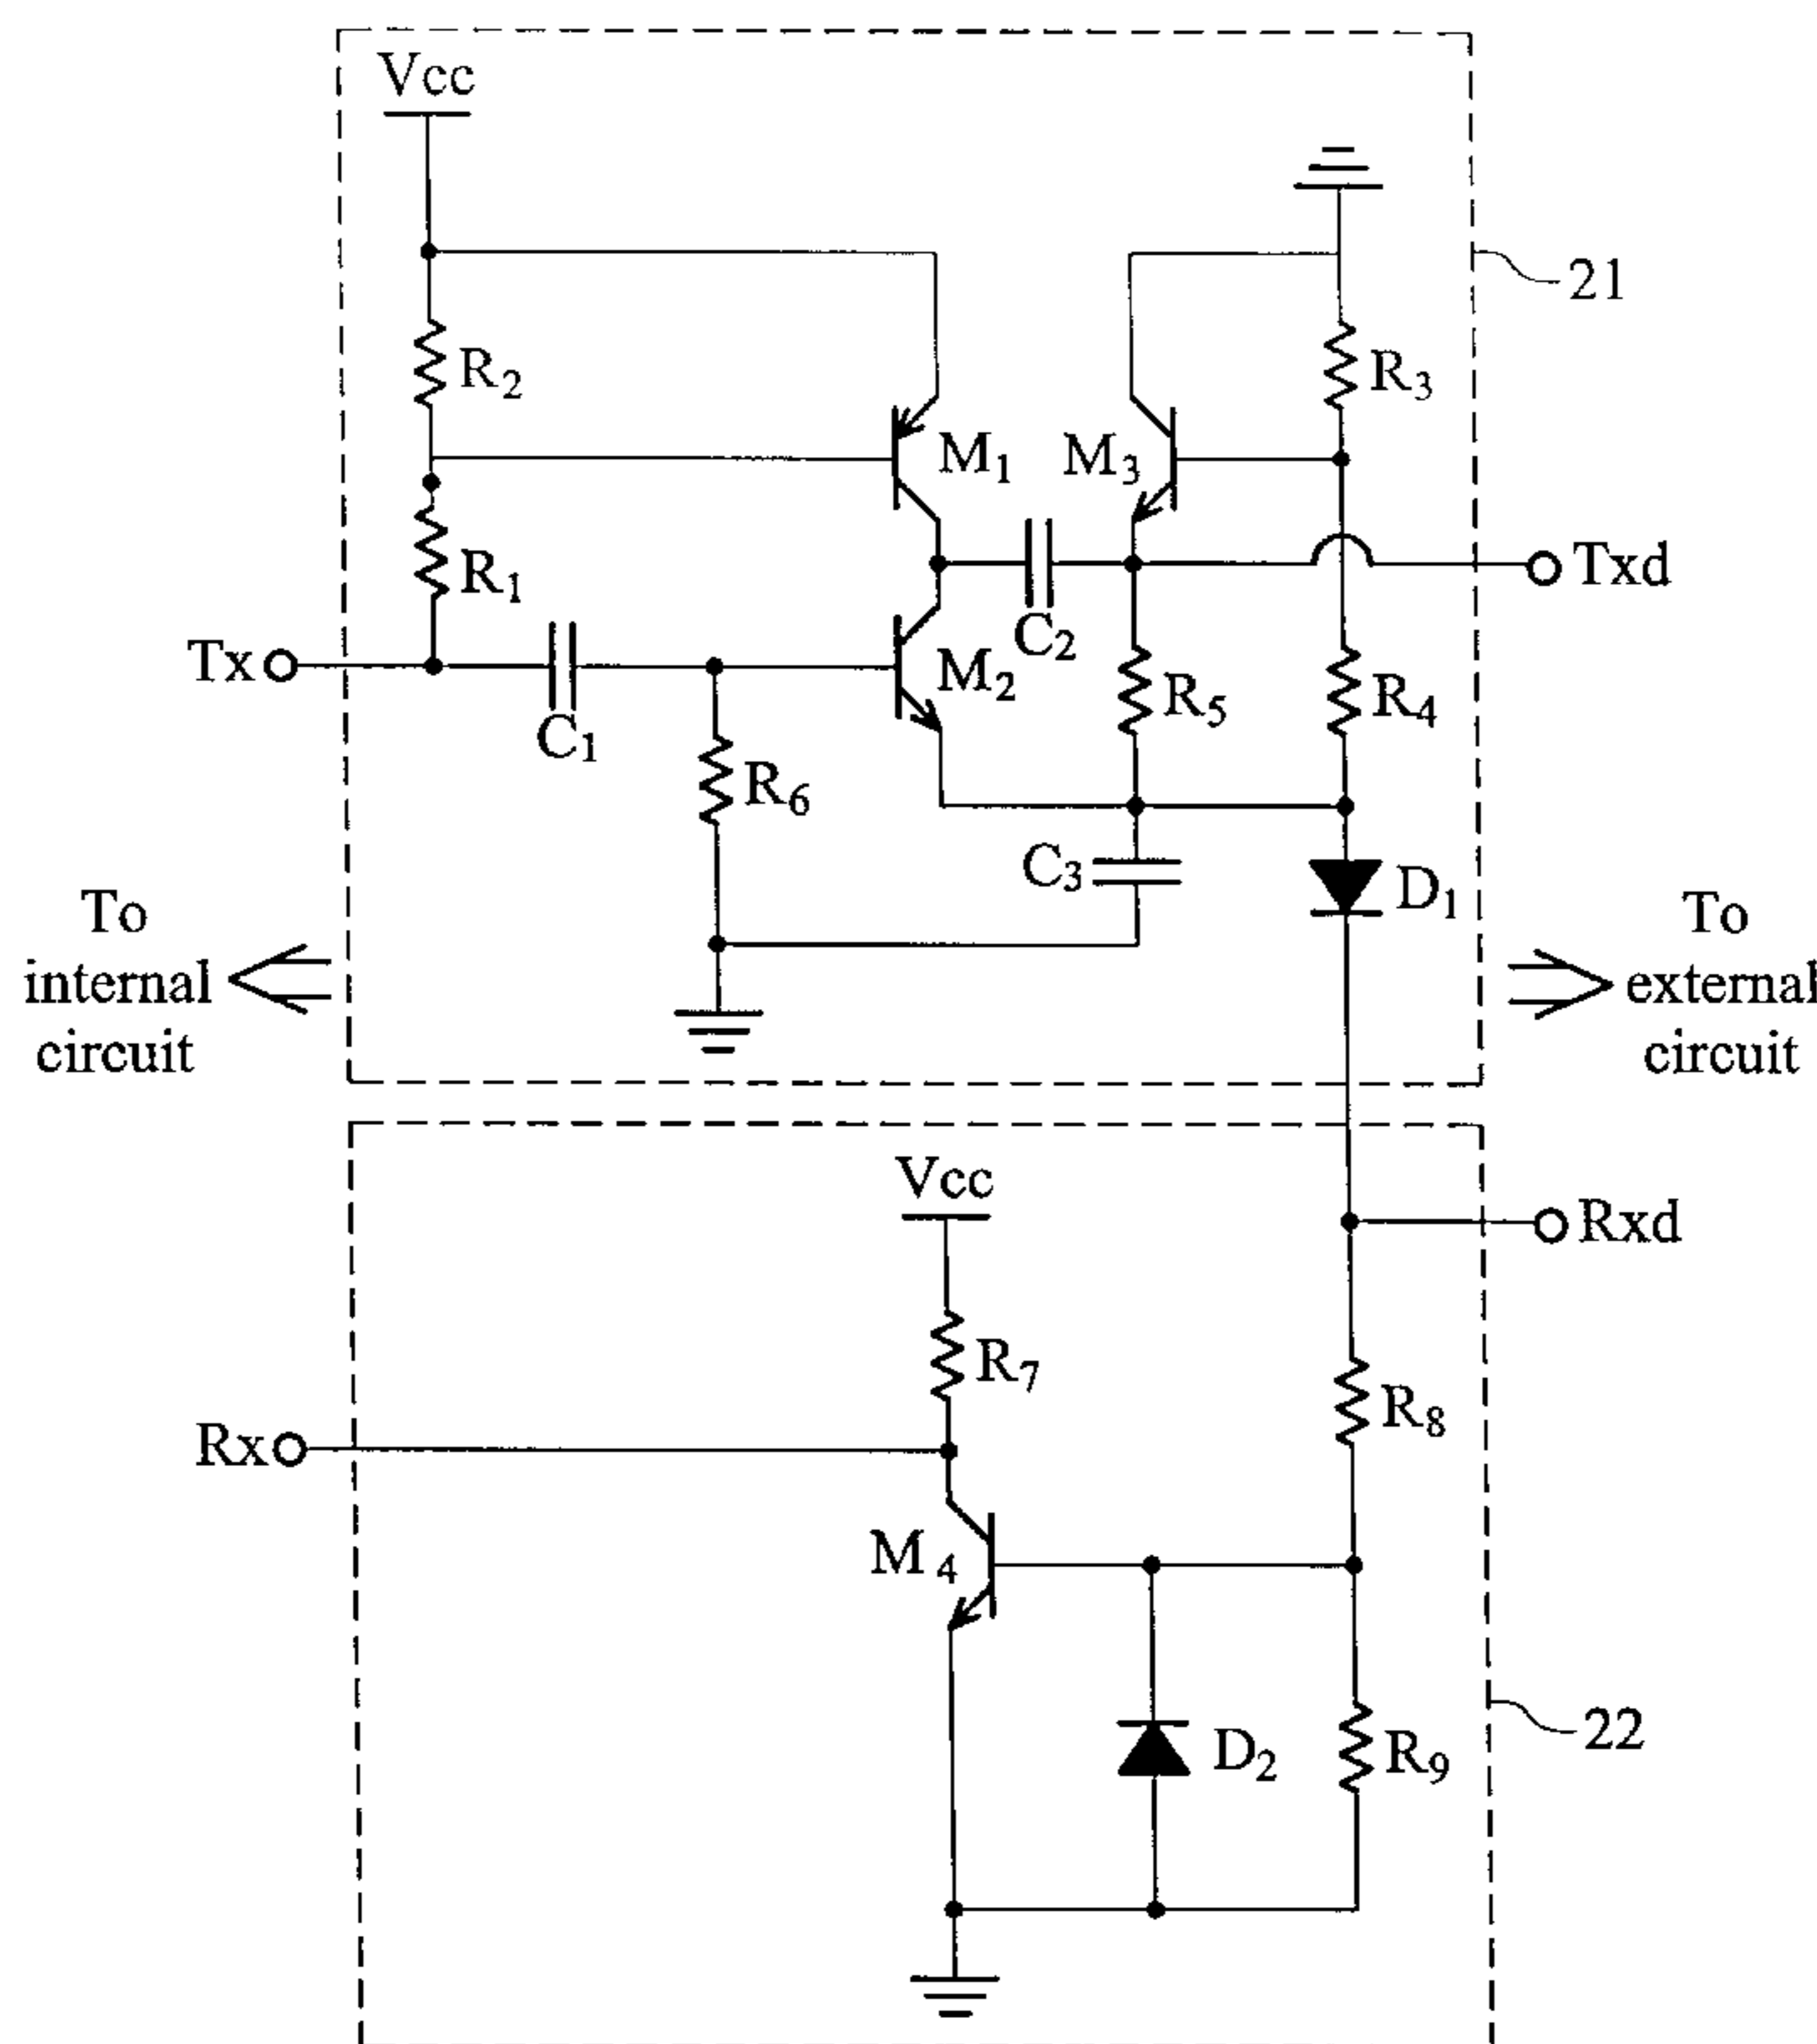 Vcc
21
R2
R3
M1
M3
R1
Txd
Tx
C2
M2
R5
R4
C1
R6
C3
D1
To
internal
circuit
To
external
circuit
Vcc
Rxd
R7
R8
Rx
M4
D2
R9
22